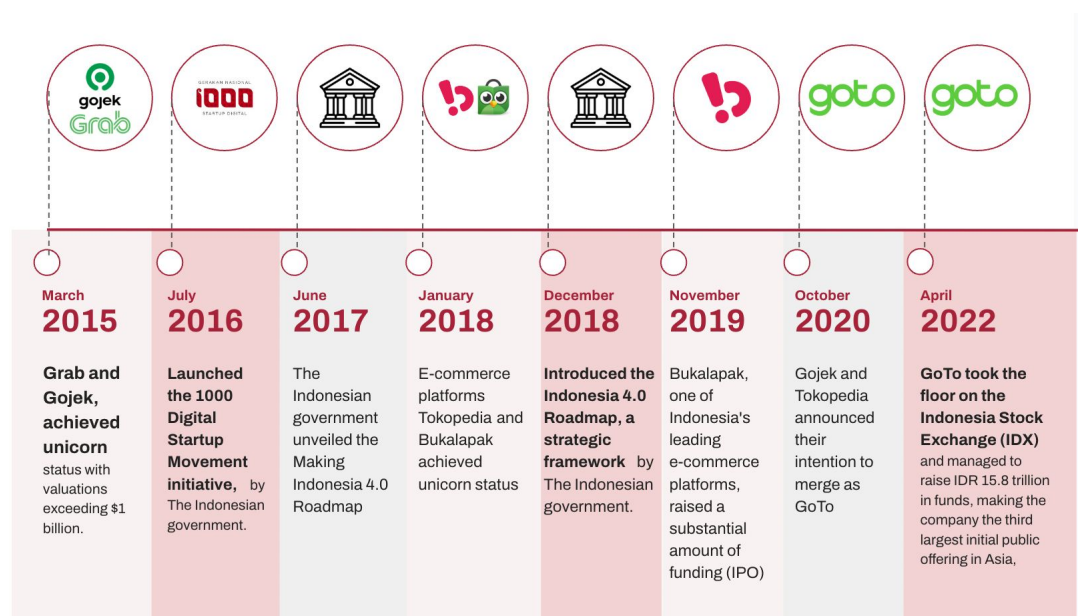 gojek
Grab
GERAKAN NASIONAL
1000
STARTUP DIGITAL
goto
goto
March
2015
Grab and
Gojek,
achieved
unicorn
status with
valuations
exceeding $1
billion.
July
2016
Launched
the 1000
Digital
Startup
Movement
initiative, by
The Indonesian
government.
June
2017
The
Indonesian
government
unveiled the
Making
Indonesia 4.0
Roadmap
January
2018
E-commerce
platforms
Tokopedia and
Bukalapak
achieved
unicorn status
December
2018
Introduced the
Indonesia 4.0
Roadmap, a
strategic
framework by
The Indonesian
government.
November
2019
Bukalapak,
one of
Indonesia's
leading
e-commerce
platforms,
raised a
substantial
amount of
funding (IPO)
October
2020
Gojek and
Tokopedia
announced
their
intention to
merge as
GoTo
April
2022
GoTo took the
floor on the
Indonesia Stock
Exchange (IDX)
and managed to
raise IDR 15.8 trillion
in funds, making the
company the third
largest initial public
offering in Asia,